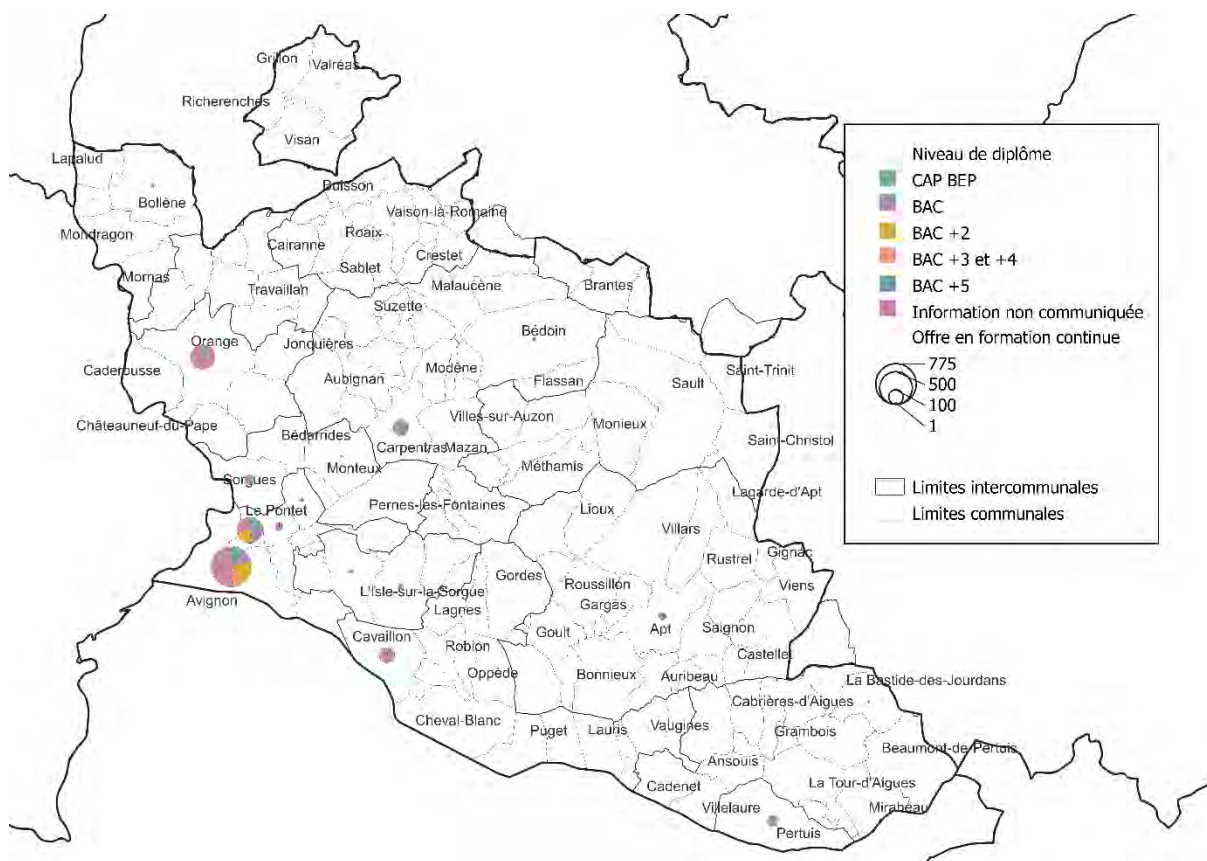 Grillon
Valréas
Richerenches
Visan
Lapalud
Bollène
Buisson
Vaison-la-Romaine
Mondragon
Cairanne
Roaix
Crestet
Mornas
Sablet
Travaillan
Malaucène
Brantes
Suzette
Bédoin
Orange
Jonquières
Modène
Caderousse
Aubignan
Flassan
Sault
Saint-Trinit
Châteauneuf-du-Pape
Villes-sur-Auzon
Monieux
Bédarrides
Carpentras
Mazan
Saint-Christol
Monteux
Méthamis
Sorgues
Lagarde-d'Apt
Le Pontet
Pernes-les-Fontaines
Lioux
Villars
Rustrel
Gignac
Gordes
Roussillon
Viens
L'Isle-sur-la-Sorgue
Gargas
Avignon
Lagnes
Goult
Apt
Saignon
Cavaillon
Robion
Castellet
Oppède
Bonnieux
Auribeau
La Bastide-des-Jourdans
Cabrières-d'Aigues
Cheval-Blanc
Puget
Lauris
Vaugines
Grambois
Beaumont-de-Pertuis
Ansouis
Cadenet
La Tour-d'Aigues
Villelaure
Mirabeau
Pertuis
Niveau de diplôme
CAP BEP
BAC
BAC +2
BAC +3 et +4
BAC +5
Information non communiquée
Offre en formation continue
775
500
100
1
Limites intercommunales
Limites communales